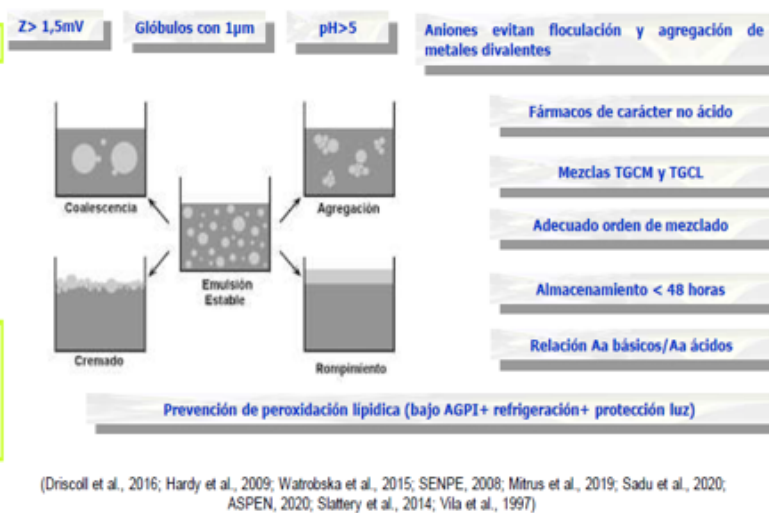 Z> 1,5mV
Glóbulos con 1µm
pH>5
Aniones evitan floculación y agregación de
metales divalentes
Fármacos de carácter no ácido
Mezclas TGCM y TGCL
Adecuado orden de mezclado
Almacenamiento < 48 horas
Relación Aa básicos/Aa ácidos
Coalescencia
Agregación
Emulsión
Estable
Cremado
Rompimiento
Prevención de peroxidación lípidica (bajo AGPI+ refrigeración+ protección luz)
(Driscoll et al., 2016; Hardy et al., 2009; Watrobska et al., 2015; SENPE, 2008; Mitrus et al., 2019; Sadu et al., 2020;
ASPEN, 2020; Slattery et al., 2014; Vila et al., 1997)